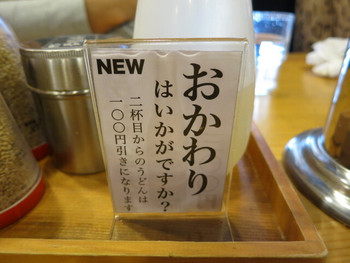 NEW
おかわり
はいかがですか?
二杯目からのうどんは
一〇〇円引きになります